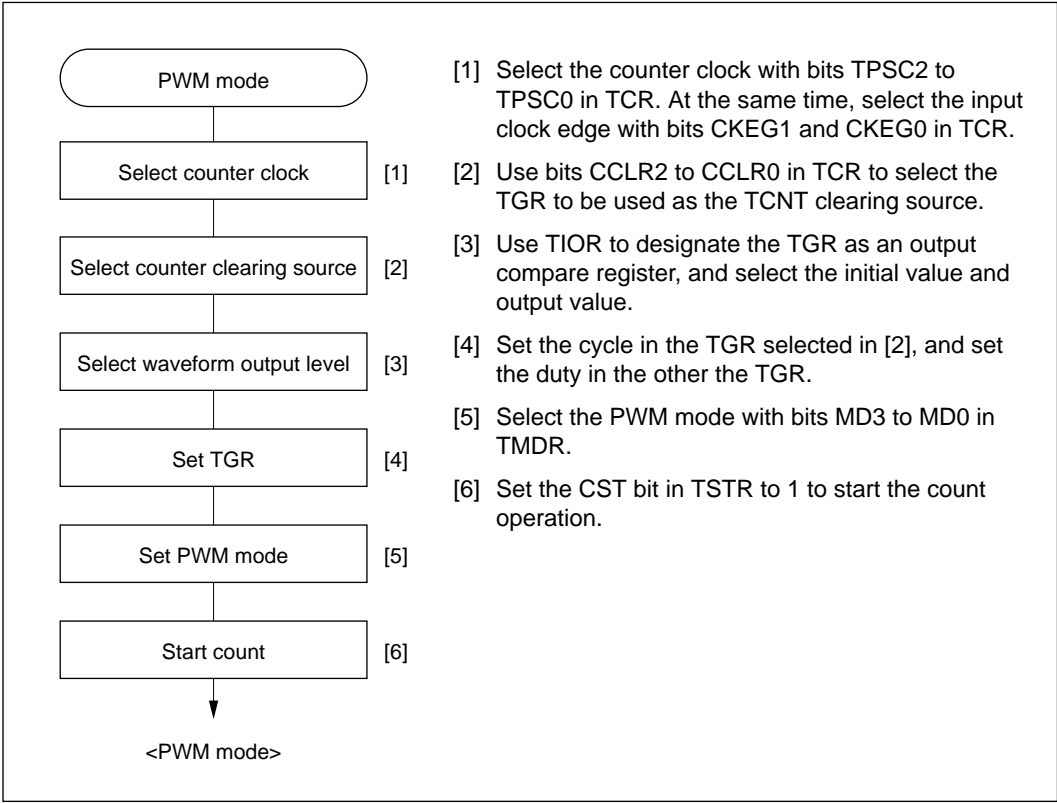 PWM mode
Select counter clock [1]
Select counter clearing source [2]
Select waveform output level [3]
Set TGR [4]
Set PWM mode [5]
Start count [6]
<PWM mode>
[1] Select the counter clock with bits TPSC2 to
TPSC0 in TCR. At the same time, select the input
clock edge with bits CKEG1 and CKEG0 in TCR.
[2] Use bits CCLR2 to CCLR0 in TCR to select the
TGR to be used as the TCNT clearing source.
[3] Use TIOR to designate the TGR as an output
compare register, and select the initial value and
output value.
[4] Set the cycle in the TGR selected in [2], and set
the duty in the other the TGR.
[5] Select the PWM mode with bits MD3 to MD0 in
TMDR.
[6] Set the CST bit in TSTR to 1 to start the count
operation.